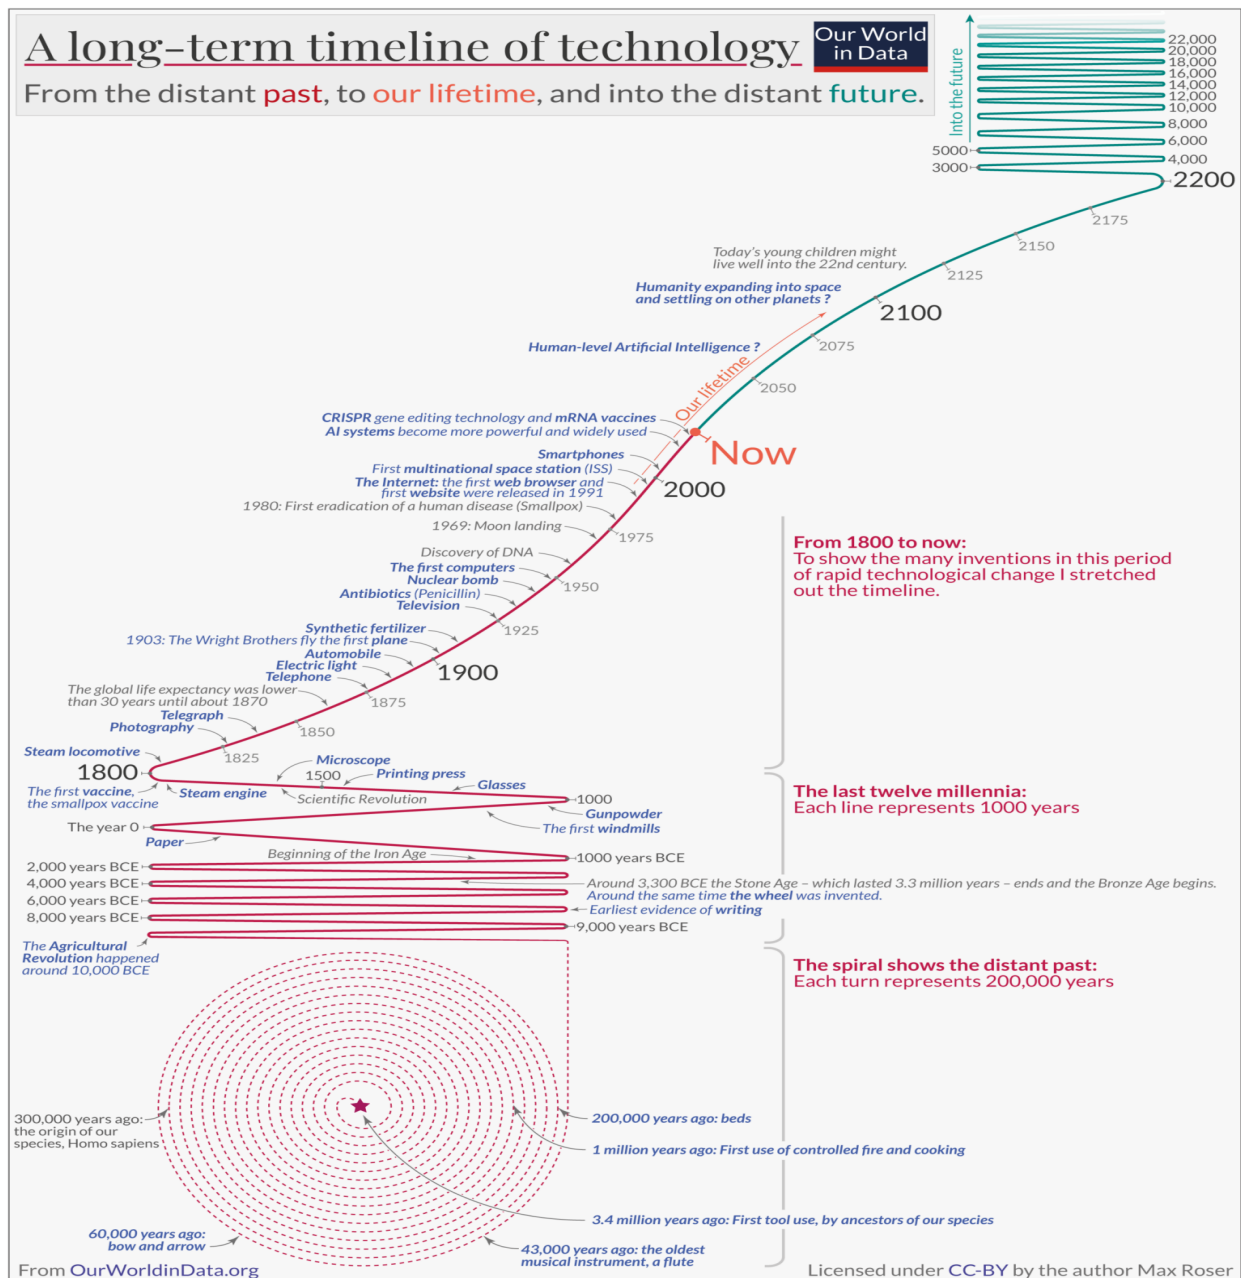 A long-term timeline of technology
Our World
in Data
From the distant past, to our lifetime, and into the distant future.
Into the future
22,000
20,000
18,000
16,000
14,000
12,000
10,000
8,000
6,000
5000
4,000
3000
2200
2175
2150
2125
Today's young children might
live well into the 22nd century.
Humanity expanding into space
and settling on other planets ?
2100
2075
Human-level Artificial Intelligence ?
2050
Our lifetime
CRISPR gene editing technology and mRNA vaccines
AI systems become more powerful and widely used
Now
Smartphones
First multinational space station (ISS)
The Internet: the first web browser and
first website were released in 1991
2000
1980: First eradication of a human disease (Smallpox)
1969: Moon landing
1975
Discovery of DNA
The first computers
Nuclear bomb
1950
Antibiotics (Penicillin)
Television
1925
Synthetic fertilizer
1903: The Wright Brothers fly the first plane
Automobile
1900
Electric light
Telephone
1875
The global life expectancy was lower
than 30 years until about 1870
Telegraph
1850
Photography
1825
Steam locomotive
1800
From 1800 to now:
To show the many inventions in this period
of rapid technological change I stretched
out the timeline.
The first vaccine,
the smallpox vaccine
Steam engine
Microscope
1500
Printing press
Scientific Revolution
Glasses
1000
Gunpowder
The first windmills
The year 0
Paper
Beginning of the Iron Age
1000 years BCE
2,000 years BCE
4,000 years BCE
6,000 years BCE
8,000 years BCE
Around 3,300 BCE the Stone Age – which lasted 3.3 million years – ends and the Bronze Age begins.
Around the same time the wheel was invented.
Earliest evidence of writing
9,000 years BCE
The Agricultural
Revolution happened
around 10,000 BCE
The last twelve millennia:
Each line represents 1000 years
The spiral shows the distant past:
Each turn represents 200,000 years
300,000 years ago:
the origin of our
species, Homo sapiens
200,000 years ago: beds
1 million years ago: First use of controlled fire and cooking
3.4 million years ago: First tool use, by ancestors of our species
60,000 years ago:
bow and arrow
43,000 years ago: the oldest
musical instrument, a flute
From OurWorldinData.org
Licensed under CC-BY by the author Max Roser